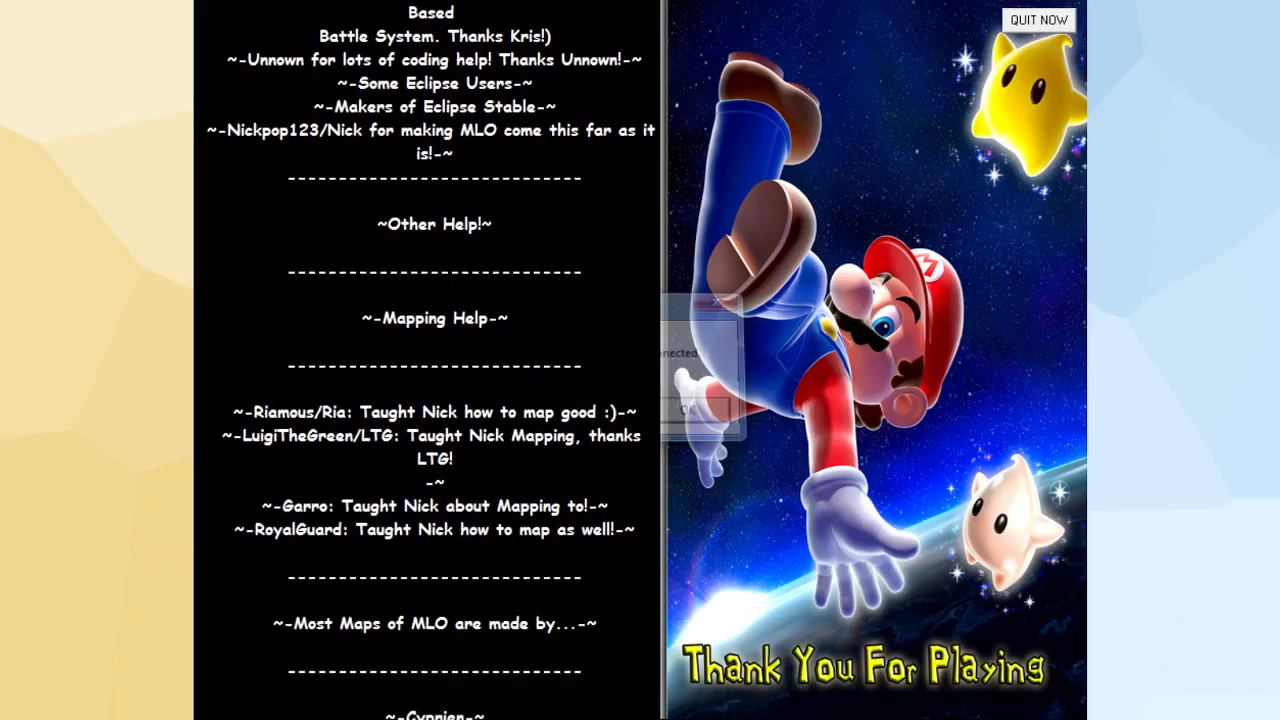 Based
Battle System. Thanks Kris!)
~-Unnown for lots of coding help! Thanks Unnown!-~
~-Some Eclipse Users-~
~-Makers of Eclipse Stable-~
~-Nickpop123/Nick for making MLO come this far as it
is!-~
-----------------------------
~Other Help!~
-----------------------------
~-Mapping Help-~
-----------------------------
~-Riamous/Ria: Taught Nick how to map good :)-~
~-LuigiTheGreen/LTG: Taught Nick Mapping, thanks
LTG!
-~
~-Garro: Taught Nick about Mapping to!-~
~-RoyalGuard: Taught Nick how to map as well!-~
-----------------------------
~-Most Maps of MLO are made by...-~
-----------------------------
~-Cyprien-~
QUIT NOW
M
nnected
OK
Thank You For Playing